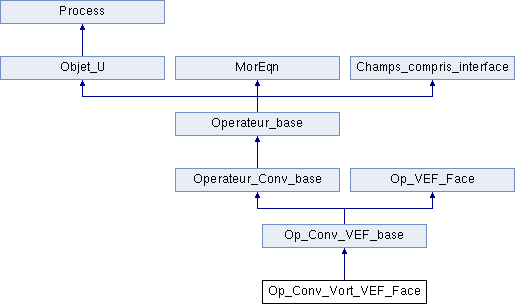 Process
Objet_U
MorEqn
Champs_compris_interface
Operateur_base
Operateur_Conv_base
Op_VEF_Face
Op_Conv_VEF_base
Op_Conv_Vort_VEF_Face